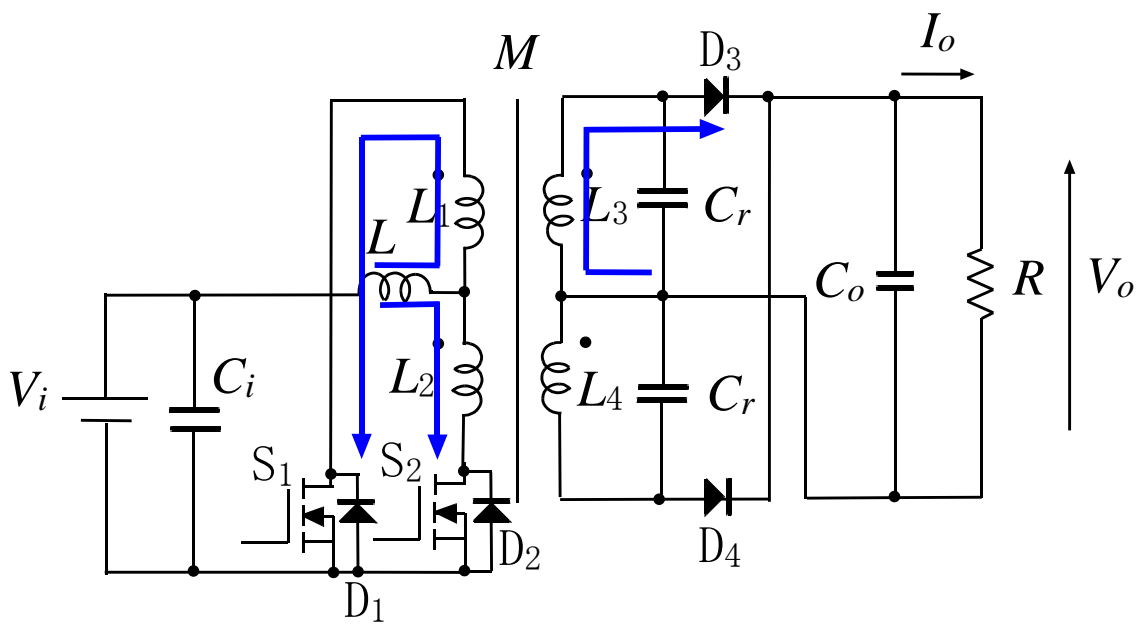 M
D₃
Iₒ
L₁
L₃
Cᵣ
L
Cₒ
R
Vₒ
Vᵢ
Cᵢ
L₂
L₄
Cᵣ
S₁
S₂
D₂
D₄
D₁